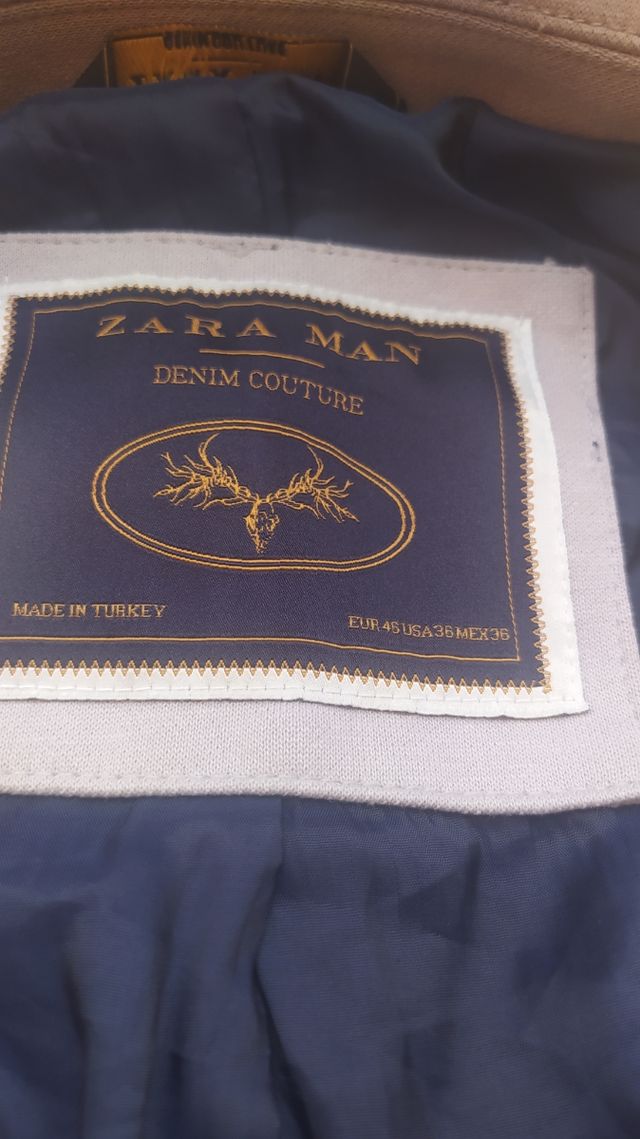 ZARA MAN
DENIM COUTURE
MADE IN TURKEY
EUR 46 USA 36 MEX 36